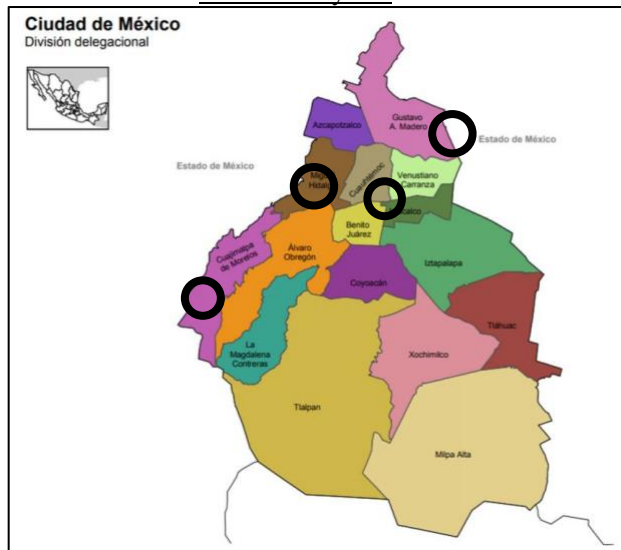 Ciudad de México
División delegacional
Gustavo
A. Madero
Azcapotzalco
Estado de México
Estado de México
Cuauhtémoc
Venustiano
Carranza
Hidalg
Benito
Juárez
Cuajimalpa
de Morelos
Álvaro
Obregón
Iztapalapa
Coyoacán
Tláhuac
La
Magdalena
Contreras
Xochimilco
Tlalpan
Milpa Alta